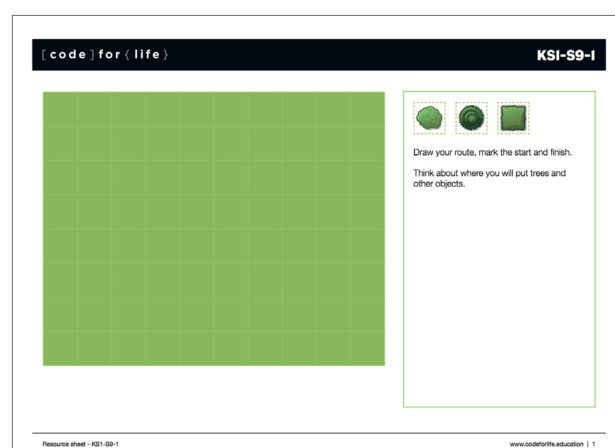 [code]for{life}
KS1-S9-1
Draw your route, mark the start and finish.
Think about where you will put trees and
other objects.
Resource sheet - KS1-S9-1
www.codeforlife.education | 1